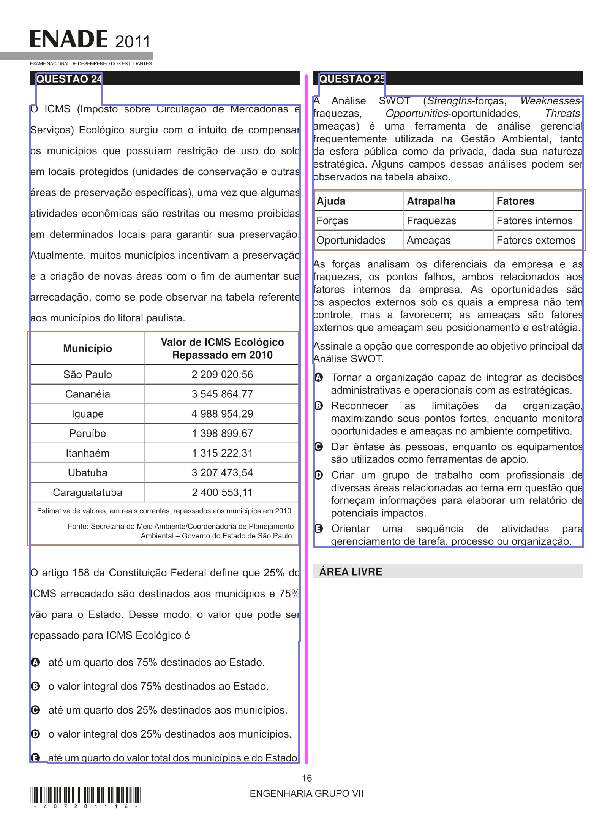 ENADE 2011
EXAME NACIONAL DE DESEMPENHO DOS ESTUDANTES
QUESTÃO 24
O ICMS (Imposto sobre Circulação de Mercadorias e
Serviços) Ecológico surgiu com o intuito de compensar
os municípios que possuíam restrição de uso do solo
em locais protegidos (unidades de conservação e outras
áreas de preservação específicas), uma vez que algumas
atividades econômicas são restritas ou mesmo proibidas
em determinados locais para garantir sua preservação.
Atualmente, muitos municípios incentivam a preservação
e a criação de novas áreas com o fim de aumentar sua
arrecadação, como se pode observar na tabela referente
aos municípios do litoral paulista.
Município Valor de ICMS Ecológico Repassado em 2010
São Paulo 2 209 020,56
Cananéia 3 545 864,77
Iguape 4 988 954,29
Peruíbe 1 398 899,67
Itanhaém 1 315 222,31
Ubatuba 3 207 473,54
Caraguatatuba 2 400 553,11
Estimativa de valores, em reais correntes, repassados aos municípios em 2010
Fonte: Secretaria do Meio Ambiente/Coordenadoria de Planejamento
Ambiental – Governo do Estado de São Paulo
O artigo 158 da Constituição Federal define que 25% do
ICMS arrecadado são destinados aos municípios e 75%
vão para o Estado. Desse modo, o valor que pode ser
repassado para ICMS Ecológico é
A até um quarto dos 75% destinados ao Estado.
B o valor integral dos 75% destinados ao Estado.
C até um quarto dos 25% destinados aos municípios.
D o valor integral dos 25% destinados aos municípios.
E até um quarto do valor total dos municípios e do Estado.
QUESTÃO 25
A Análise SWOT (Strengths-forças, Weaknesses-
fraquezas, Opportunities-oportunidades, Threats-
ameaças) é uma ferramenta de análise gerencial
frequentemente utilizada na Gestão Ambiental, tanto
da esfera pública como da privada, dada sua natureza
estratégica. Alguns campos dessas análises podem ser
observados na tabela abaixo.
Ajuda Atrapalha Fatores
Forças Fraquezas Fatores internos
Oportunidades Ameaças Fatores externos
As forças analisam os diferenciais da empresa e as
fraquezas, os pontos falhos, ambos relacionados aos
fatores internos da empresa. As oportunidades são
os aspectos externos sob os quais a empresa não tem
controle, mas a favorecem; as ameaças são fatores
externos que ameaçam seu posicionamento e estratégia.
Assinale a opção que corresponde ao objetivo principal da
Análise SWOT.
A Tornar a organização capaz de integrar as decisões
administrativas e operacionais com as estratégicas.
B Reconhecer as limitações da organização,
maximizando seus pontos fortes, enquanto monitora
oportunidades e ameaças no ambiente competitivo.
C Dar ênfase às pessoas, enquanto os equipamentos
são utilizados como ferramentas de apoio.
D Criar um grupo de trabalho com profissionais de
diversas áreas relacionadas ao tema em questão que
forneçam informações para elaborar um relatório de
potenciais impactos.
E Orientar uma sequência de atividades para
gerenciamento de tarefa, processo ou organização.
ÁREA LIVRE
16
ENGENHARIA GRUPO VII